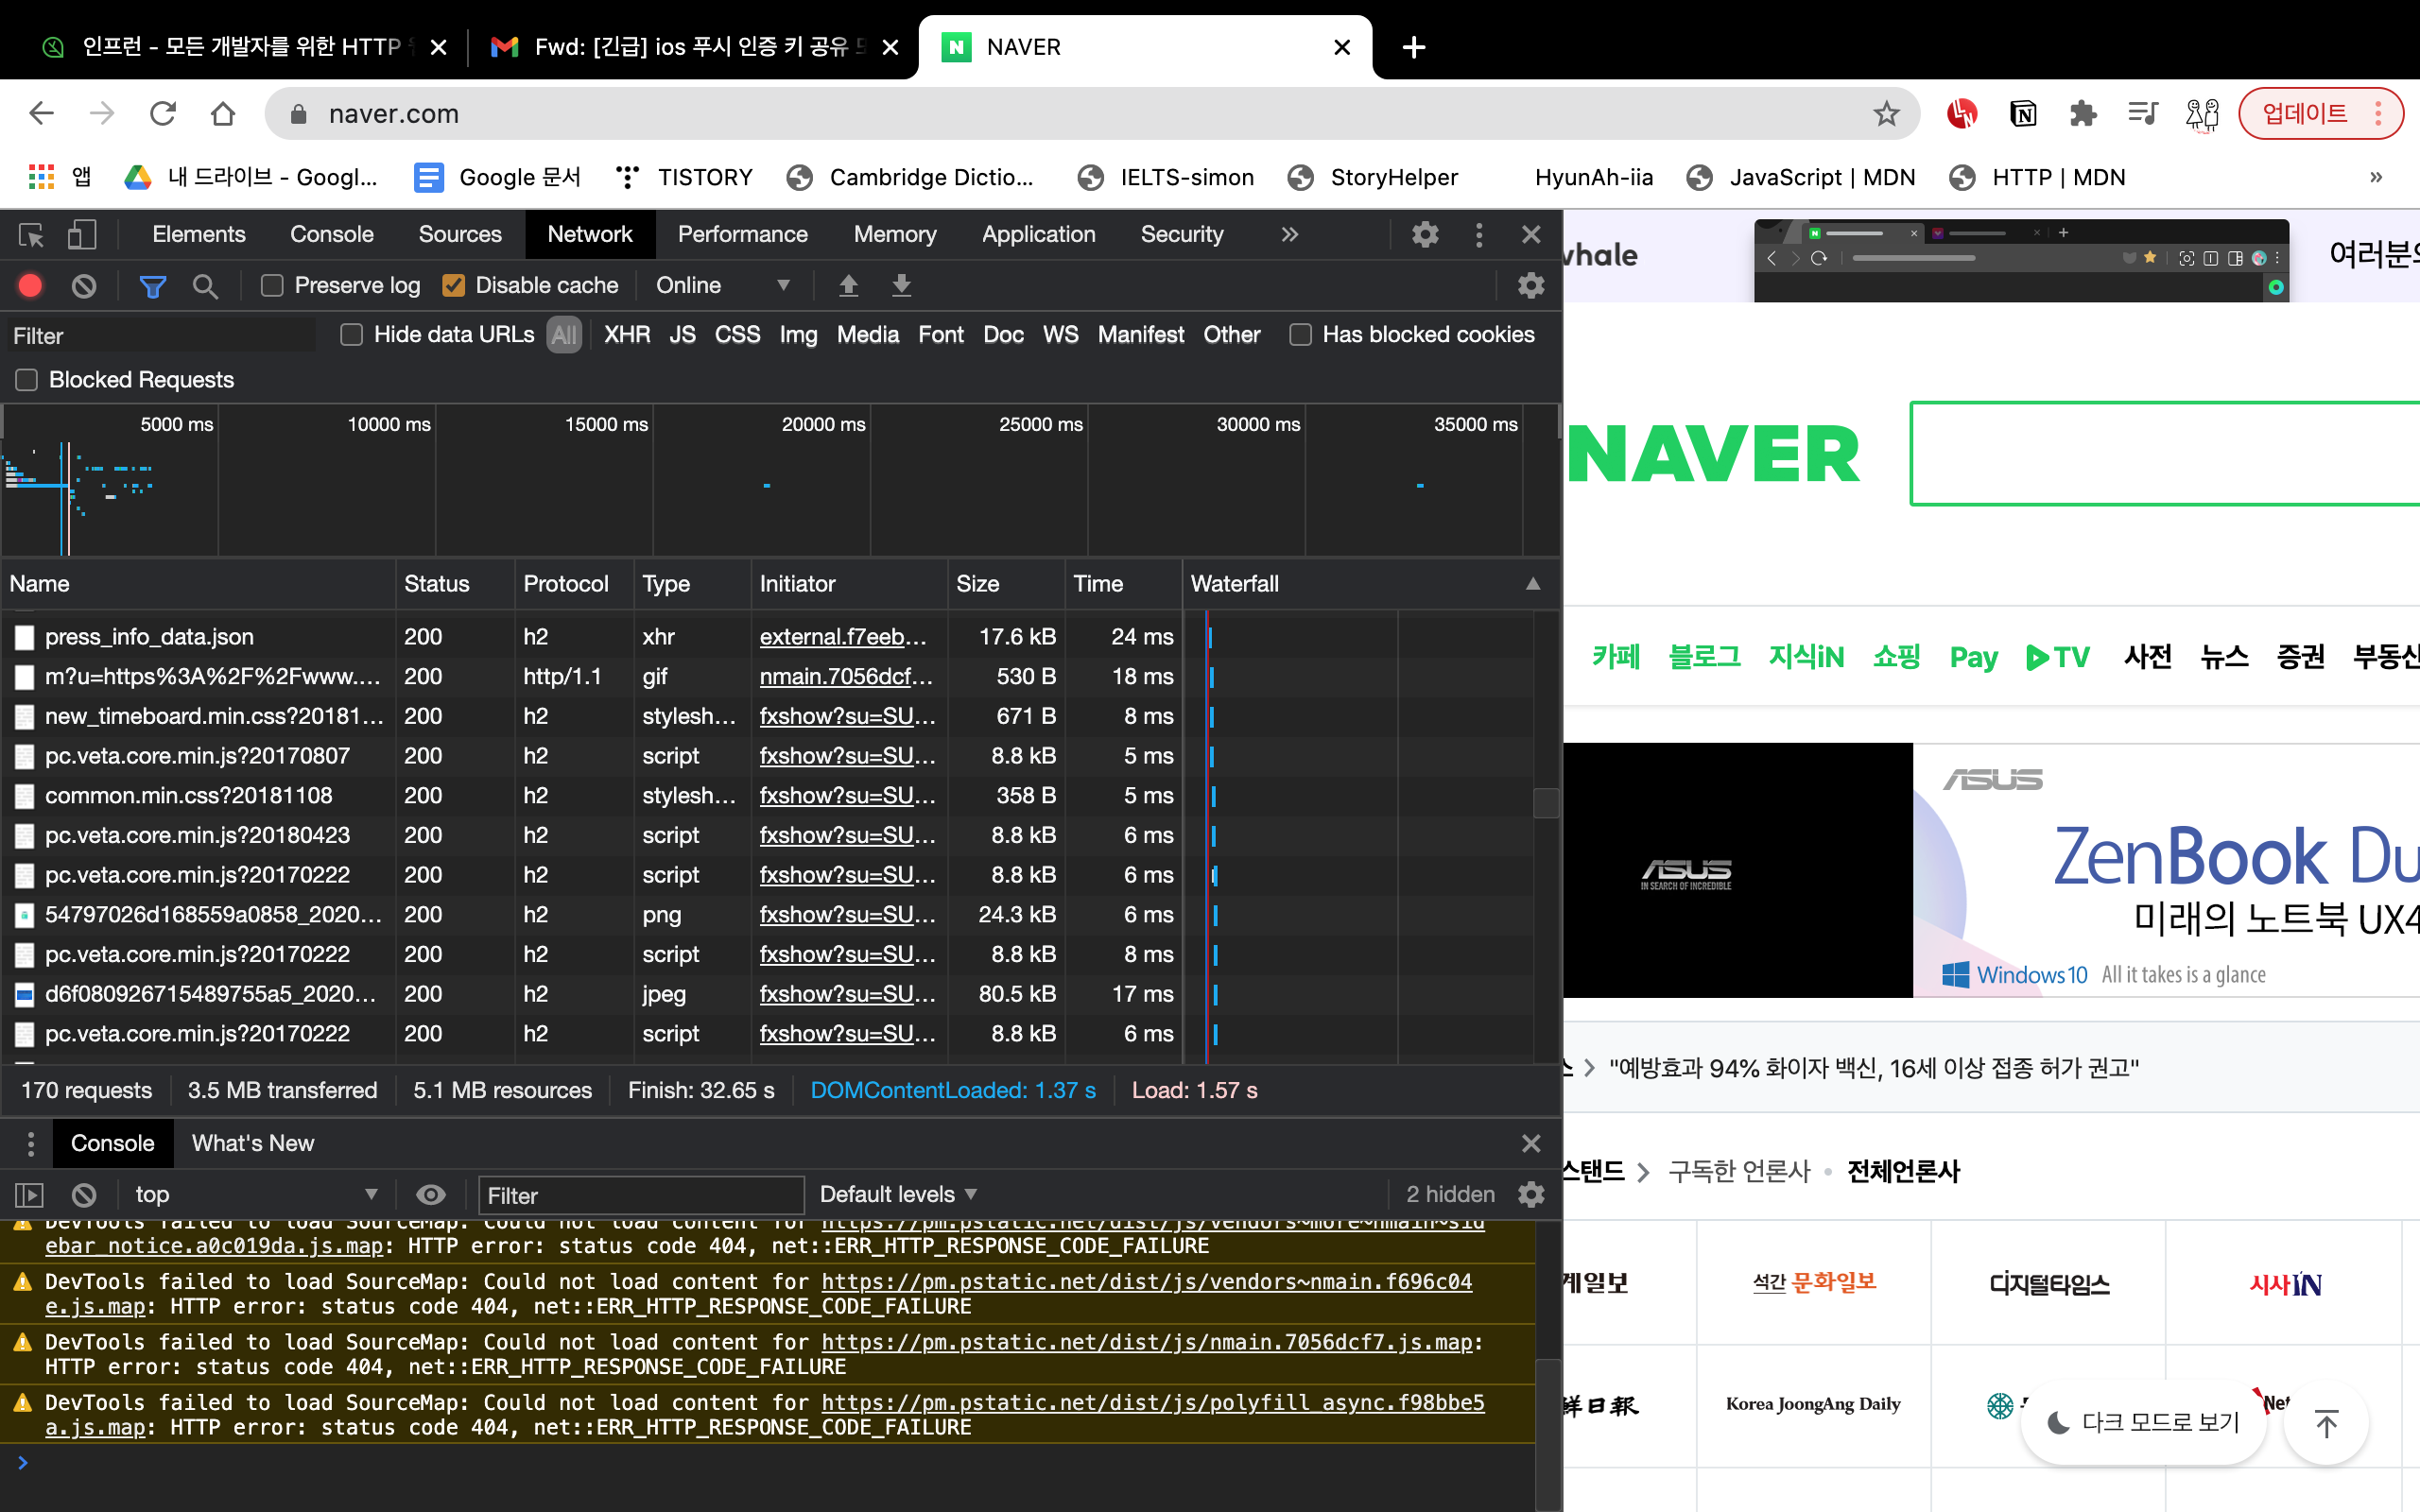 인프런 - 모든 개발자를 위한 HTTP
Fwd: [긴급] ios 푸시 인증 키 공유
NAVER
naver.com
업데이트
앱
내 드라이브 - Googl...
Google 문서
TISTORY
Cambridge Dictio...
IELTS-simon
StoryHelper
HyunAh-iia
JavaScript | MDN
HTTP | MDN
»
Elements Console Sources Network Performance Memory Application Security »
Preserve log Disable cache Online
Filter Hide data URLs All XHR JS CSS Img Media Font Doc WS Manifest Other Has blocked cookies
Blocked Requests
5000 ms 10000 ms 15000 ms 20000 ms 25000 ms 30000 ms 35000 ms
Name Status Protocol Type Initiator Size Time Waterfall
press_info_data.json 200 h2 xhr external.f7eeb... 17.6 kB 24 ms
m?u=https%3A%2F%2Fwww.... 200 http/1.1 gif nmain.7056dcf... 530 B 18 ms
new_timeboard.min.css?20181... 200 h2 stylesh... fxshow?su=SU... 671 B 8 ms
pc.veta.core.min.js?20170807 200 h2 script fxshow?su=SU... 8.8 kB 5 ms
common.min.css?20181108 200 h2 stylesh... fxshow?su=SU... 358 B 5 ms
pc.veta.core.min.js?20180423 200 h2 script fxshow?su=SU... 8.8 kB 6 ms
pc.veta.core.min.js?20170222 200 h2 script fxshow?su=SU... 8.8 kB 6 ms
54797026d168559a0858_2020... 200 h2 png fxshow?su=SU... 24.3 kB 6 ms
pc.veta.core.min.js?20170222 200 h2 script fxshow?su=SU... 8.8 kB 8 ms
d6f080926715489755a5_2020... 200 h2 jpeg fxshow?su=SU... 80.5 kB 17 ms
pc.veta.core.min.js?20170222 200 h2 script fxshow?su=SU... 8.8 kB 6 ms
170 requests 3.5 MB transferred 5.1 MB resources Finish: 32.65 s DOMContentLoaded: 1.37 s Load: 1.57 s
Console What's New
top Filter Default levels 2 hidden
DevTools failed to load SourceMap: Could not load content for https://pm.pstatic.net/dist/js/vendors~more~nmain~sid
ebar_notice.a0c019da.js.map: HTTP error: status code 404, net::ERR_HTTP_RESPONSE_CODE_FAILURE
DevTools failed to load SourceMap: Could not load content for https://pm.pstatic.net/dist/js/vendors~nmain.f696c04
e.js.map: HTTP error: status code 404, net::ERR_HTTP_RESPONSE_CODE_FAILURE
DevTools failed to load SourceMap: Could not load content for https://pm.pstatic.net/dist/js/nmain.7056dcf7.js.map:
HTTP error: status code 404, net::ERR_HTTP_RESPONSE_CODE_FAILURE
DevTools failed to load SourceMap: Could not load content for https://pm.pstatic.net/dist/js/polyfill_async.f98bbe5
a.js.map: HTTP error: status code 404, net::ERR_HTTP_RESPONSE_CODE_FAILURE
whale
여러분으
NAVER
카페 블로그 지식iN 쇼핑 Pay TV 사전 뉴스 증권 부동산
ASUS
IN SEARCH OF INCREDIBLE
ASUS
ZenBook Du
미래의 노트북 UX4
Windows10 All it takes is a glance
스 > "예방효과 94% 화이자 백신, 16세 이상 접종 허가 권고"
스탠드 > 구독한 언론사 전체언론사
계일보
석간 문화일보
디지털타임스
시사IN
鮮日報
Korea JoongAng Daily
Net
다크 모드로 보기